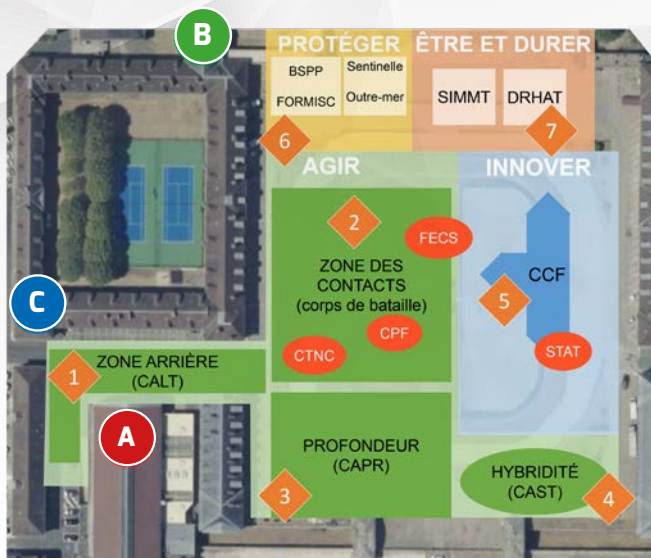 B
PROTÉGER
ÊTRE ET DURER
BSPP
Sentinelle
FORMISC
Outre-mer
SIMMT
DRHAT
6
7
AGIR
INNOVER
2
FECS
ZONE DES
CONTACTS
(corps de bataille)
CCF
5
C
CPF
CTNC
STAT
ZONE ARRIÈRE
(CALT)
1
A
PROFONDEUR
(CAPR)
HYBRIDITÉ
(CAST)
3
4